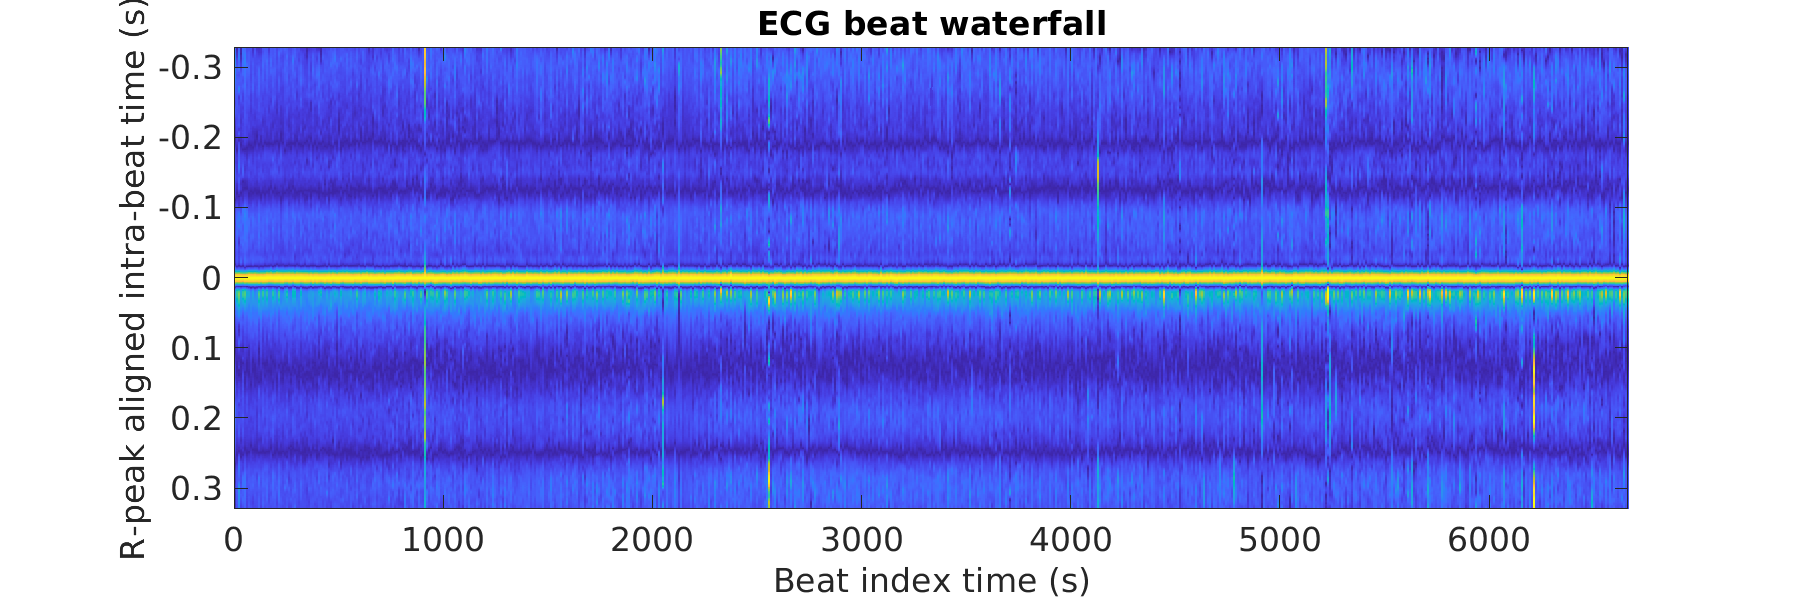 ECG beat waterfall
R-peak aligned intra-beat time (s)
-0.3
-0.2
-0.1
0
0.1
0.2
0.3
0 1000 2000 3000 4000 5000 6000
Beat index time (s)